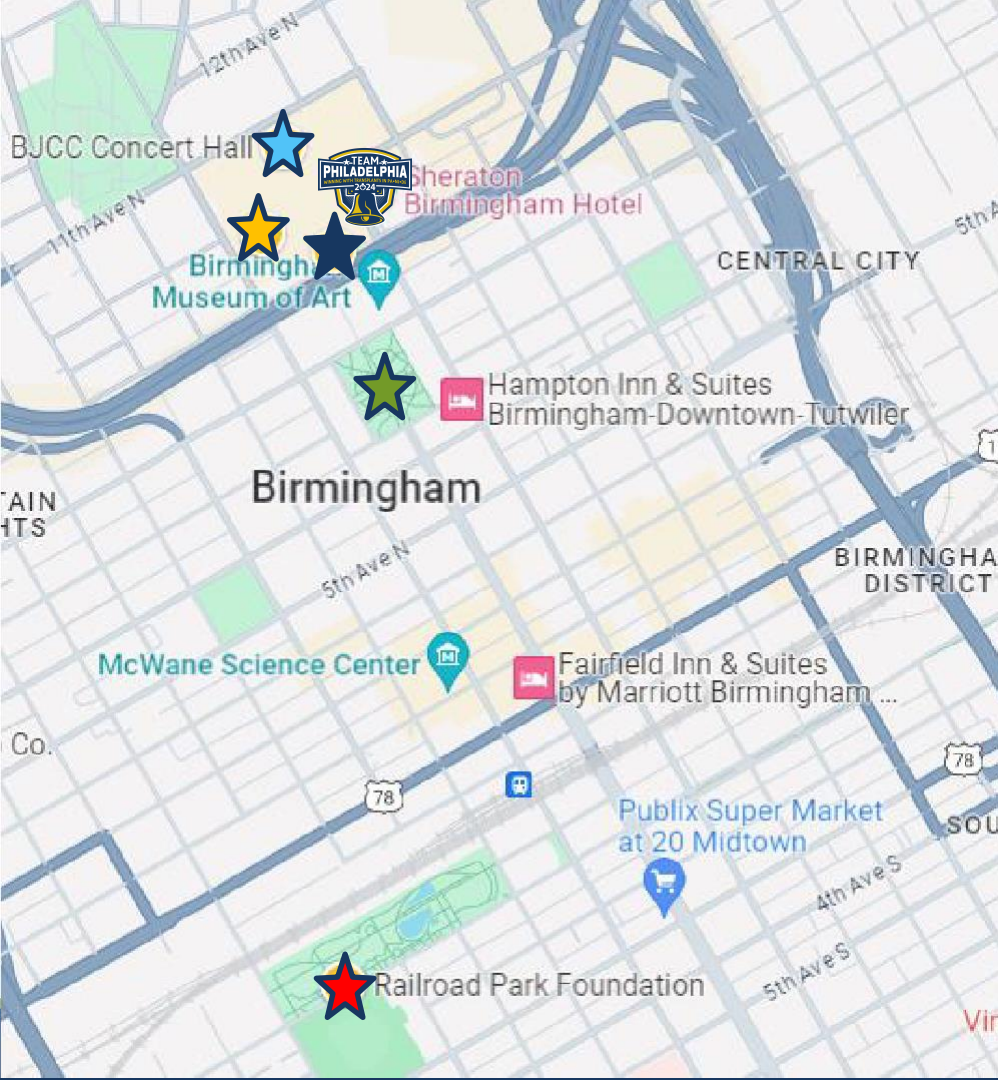 12th Ave N
BJCC Concert Hall
TEAM
PHILADELPHIA
2024
Sheraton
Birmingham Hotel
11th Ave N
5th A
CENTRAL CITY
Birmingha
Museum of Art
Hampton Inn & Suites
Birmingham-Downtown-Tutwiler
1
Birmingham
TAIN
HTS
5th Ave N
BIRMINGHA
DISTRICT
McWane Science Center
Fairfield Inn & Suites
by Marriott Birmingham ...
Co.
78
78
Publix Super Market
at 20 Midtown
SOU
4th Ave S
5th Ave S
Railroad Park Foundation
Vir